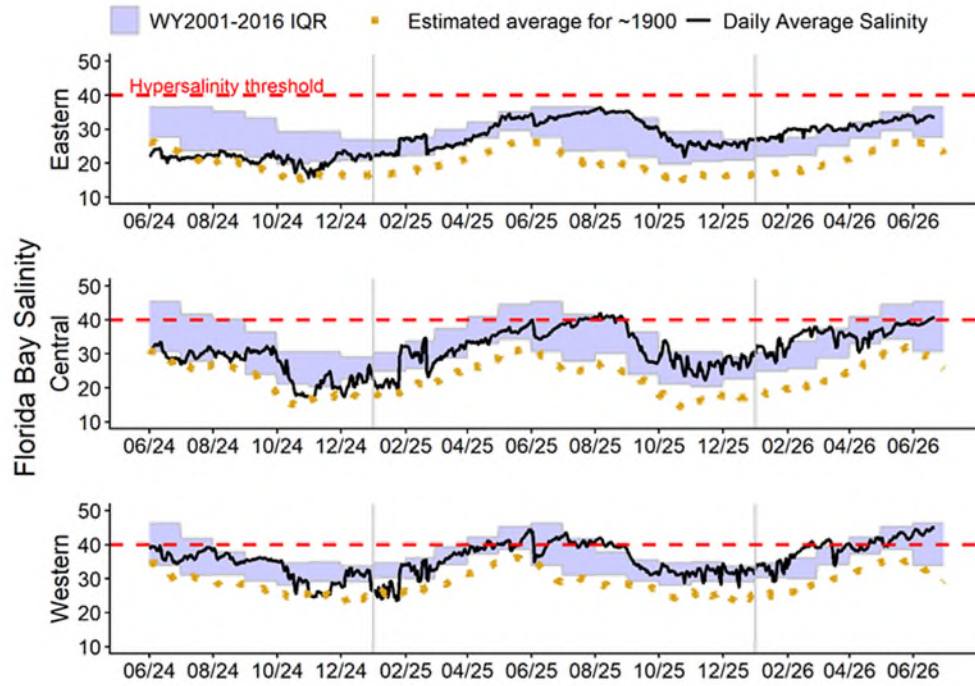 WY2001-2016 IQR Estimated average for ~1900 Daily Average Salinity
Florida Bay Salinity
Eastern
50
40
30
20
10
Hypersalinity threshold
06/24 08/24 10/24 12/24 02/25 04/25 06/25 08/25 10/25 12/25 02/26 04/26 06/26
Central
50
40
30
20
10
06/24 08/24 10/24 12/24 02/25 04/25 06/25 08/25 10/25 12/25 02/26 04/26 06/26
Western
50
40
30
20
10
06/24 08/24 10/24 12/24 02/25 04/25 06/25 08/25 10/25 12/25 02/26 04/26 06/26